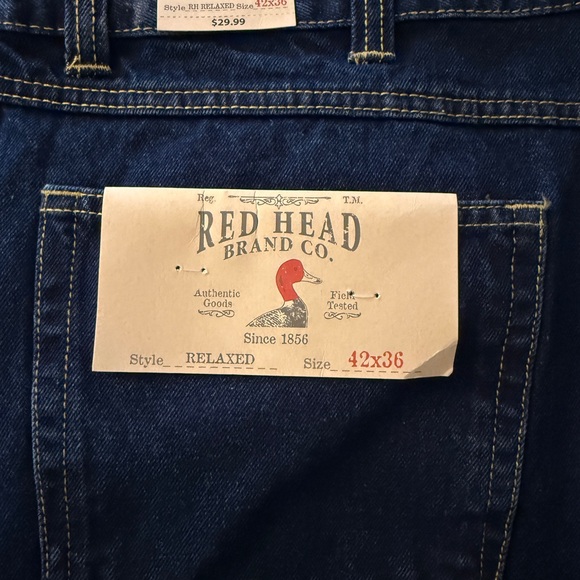 Style RH RELAXED Size 42x36
$29.99
Reg. T.M.
RED HEAD
BRAND CO.
Authentic Field
Goods Tested
Since 1856
Style RELAXED Size 42x36